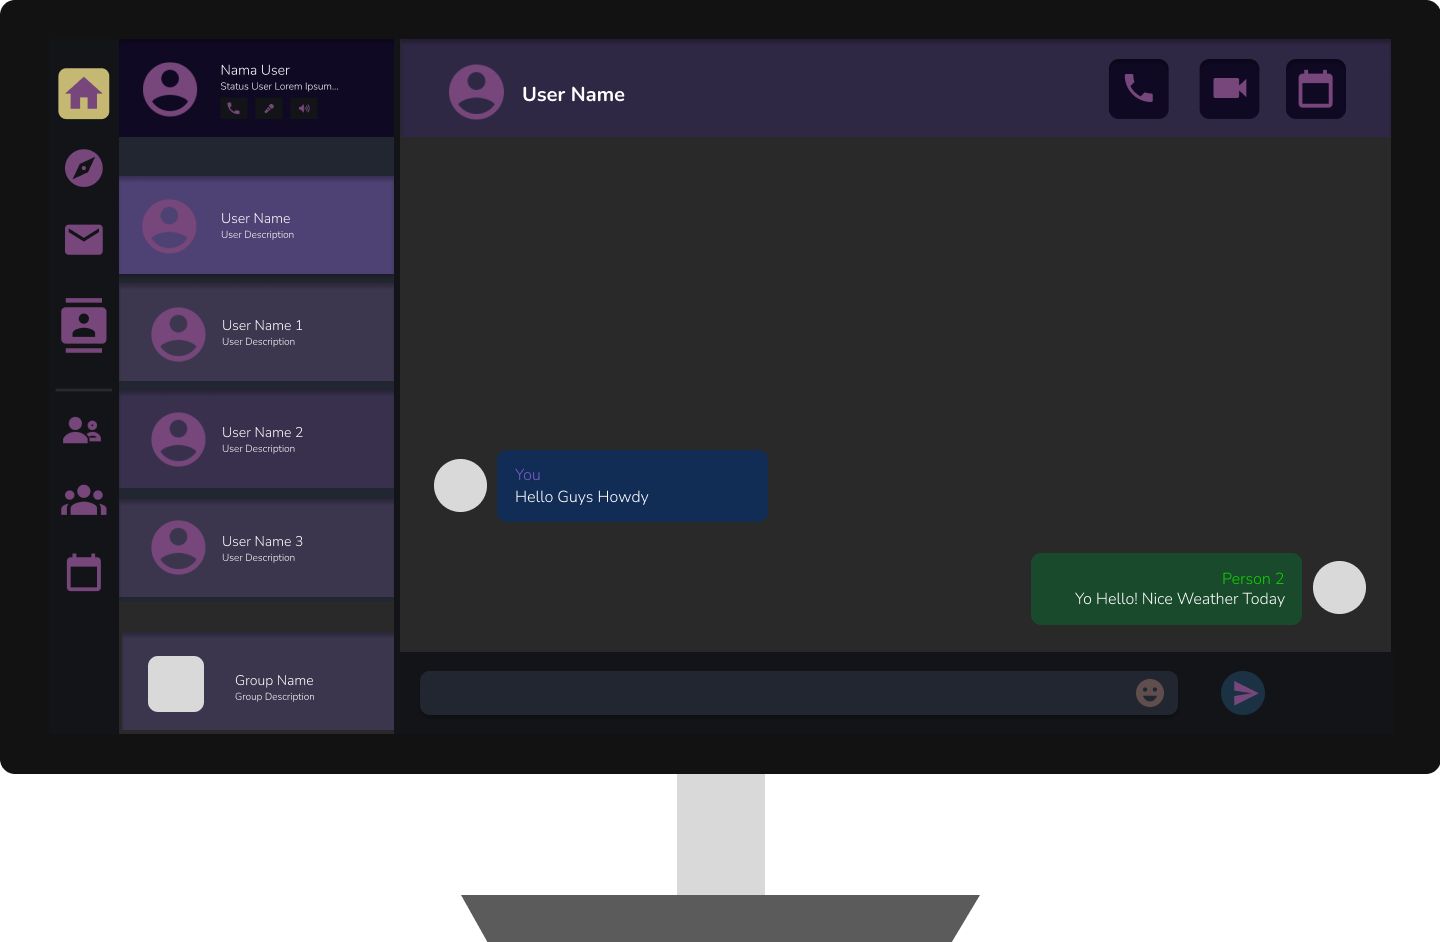 Nama User
Status User Lorem Ipsum...
User Name
User Name
User Description
User Name 1
User Description
User Name 2
User Description
User Name 3
User Description
Group Name
Group Description
You
Hello Guys Howdy
Person 2
Yo Hello! Nice Weather Today